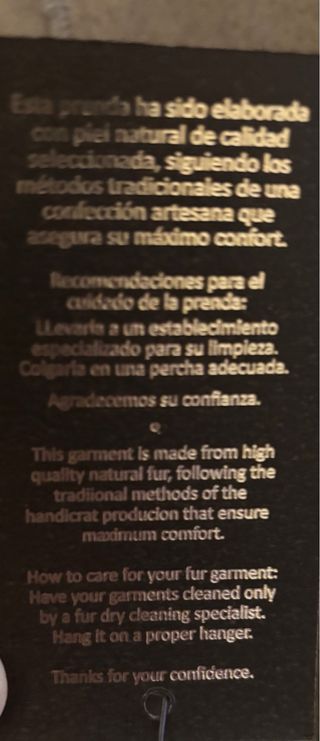 Esta prenda ha sido elaborada
con piel natural de calidad
seleccionada, siguiendo los
métodos tradicionales de una
confección artesana que
asegura su máximo confort.
Recomendaciones para el
cuidado de la prenda:
Llevarla a un establecimiento
especializado para su limpieza.
Colgarla en una percha adecuada.
Agradecemos su confianza.
This garment is made from high
quality natural fur, following the
tradiional methods of the
handicrat producion that ensure
maximum comfort.
How to care for your fur garment:
Have your garments cleaned only
by a fur dry cleaning specialist.
Hang it on a proper hanger.
Thanks for your confidence.